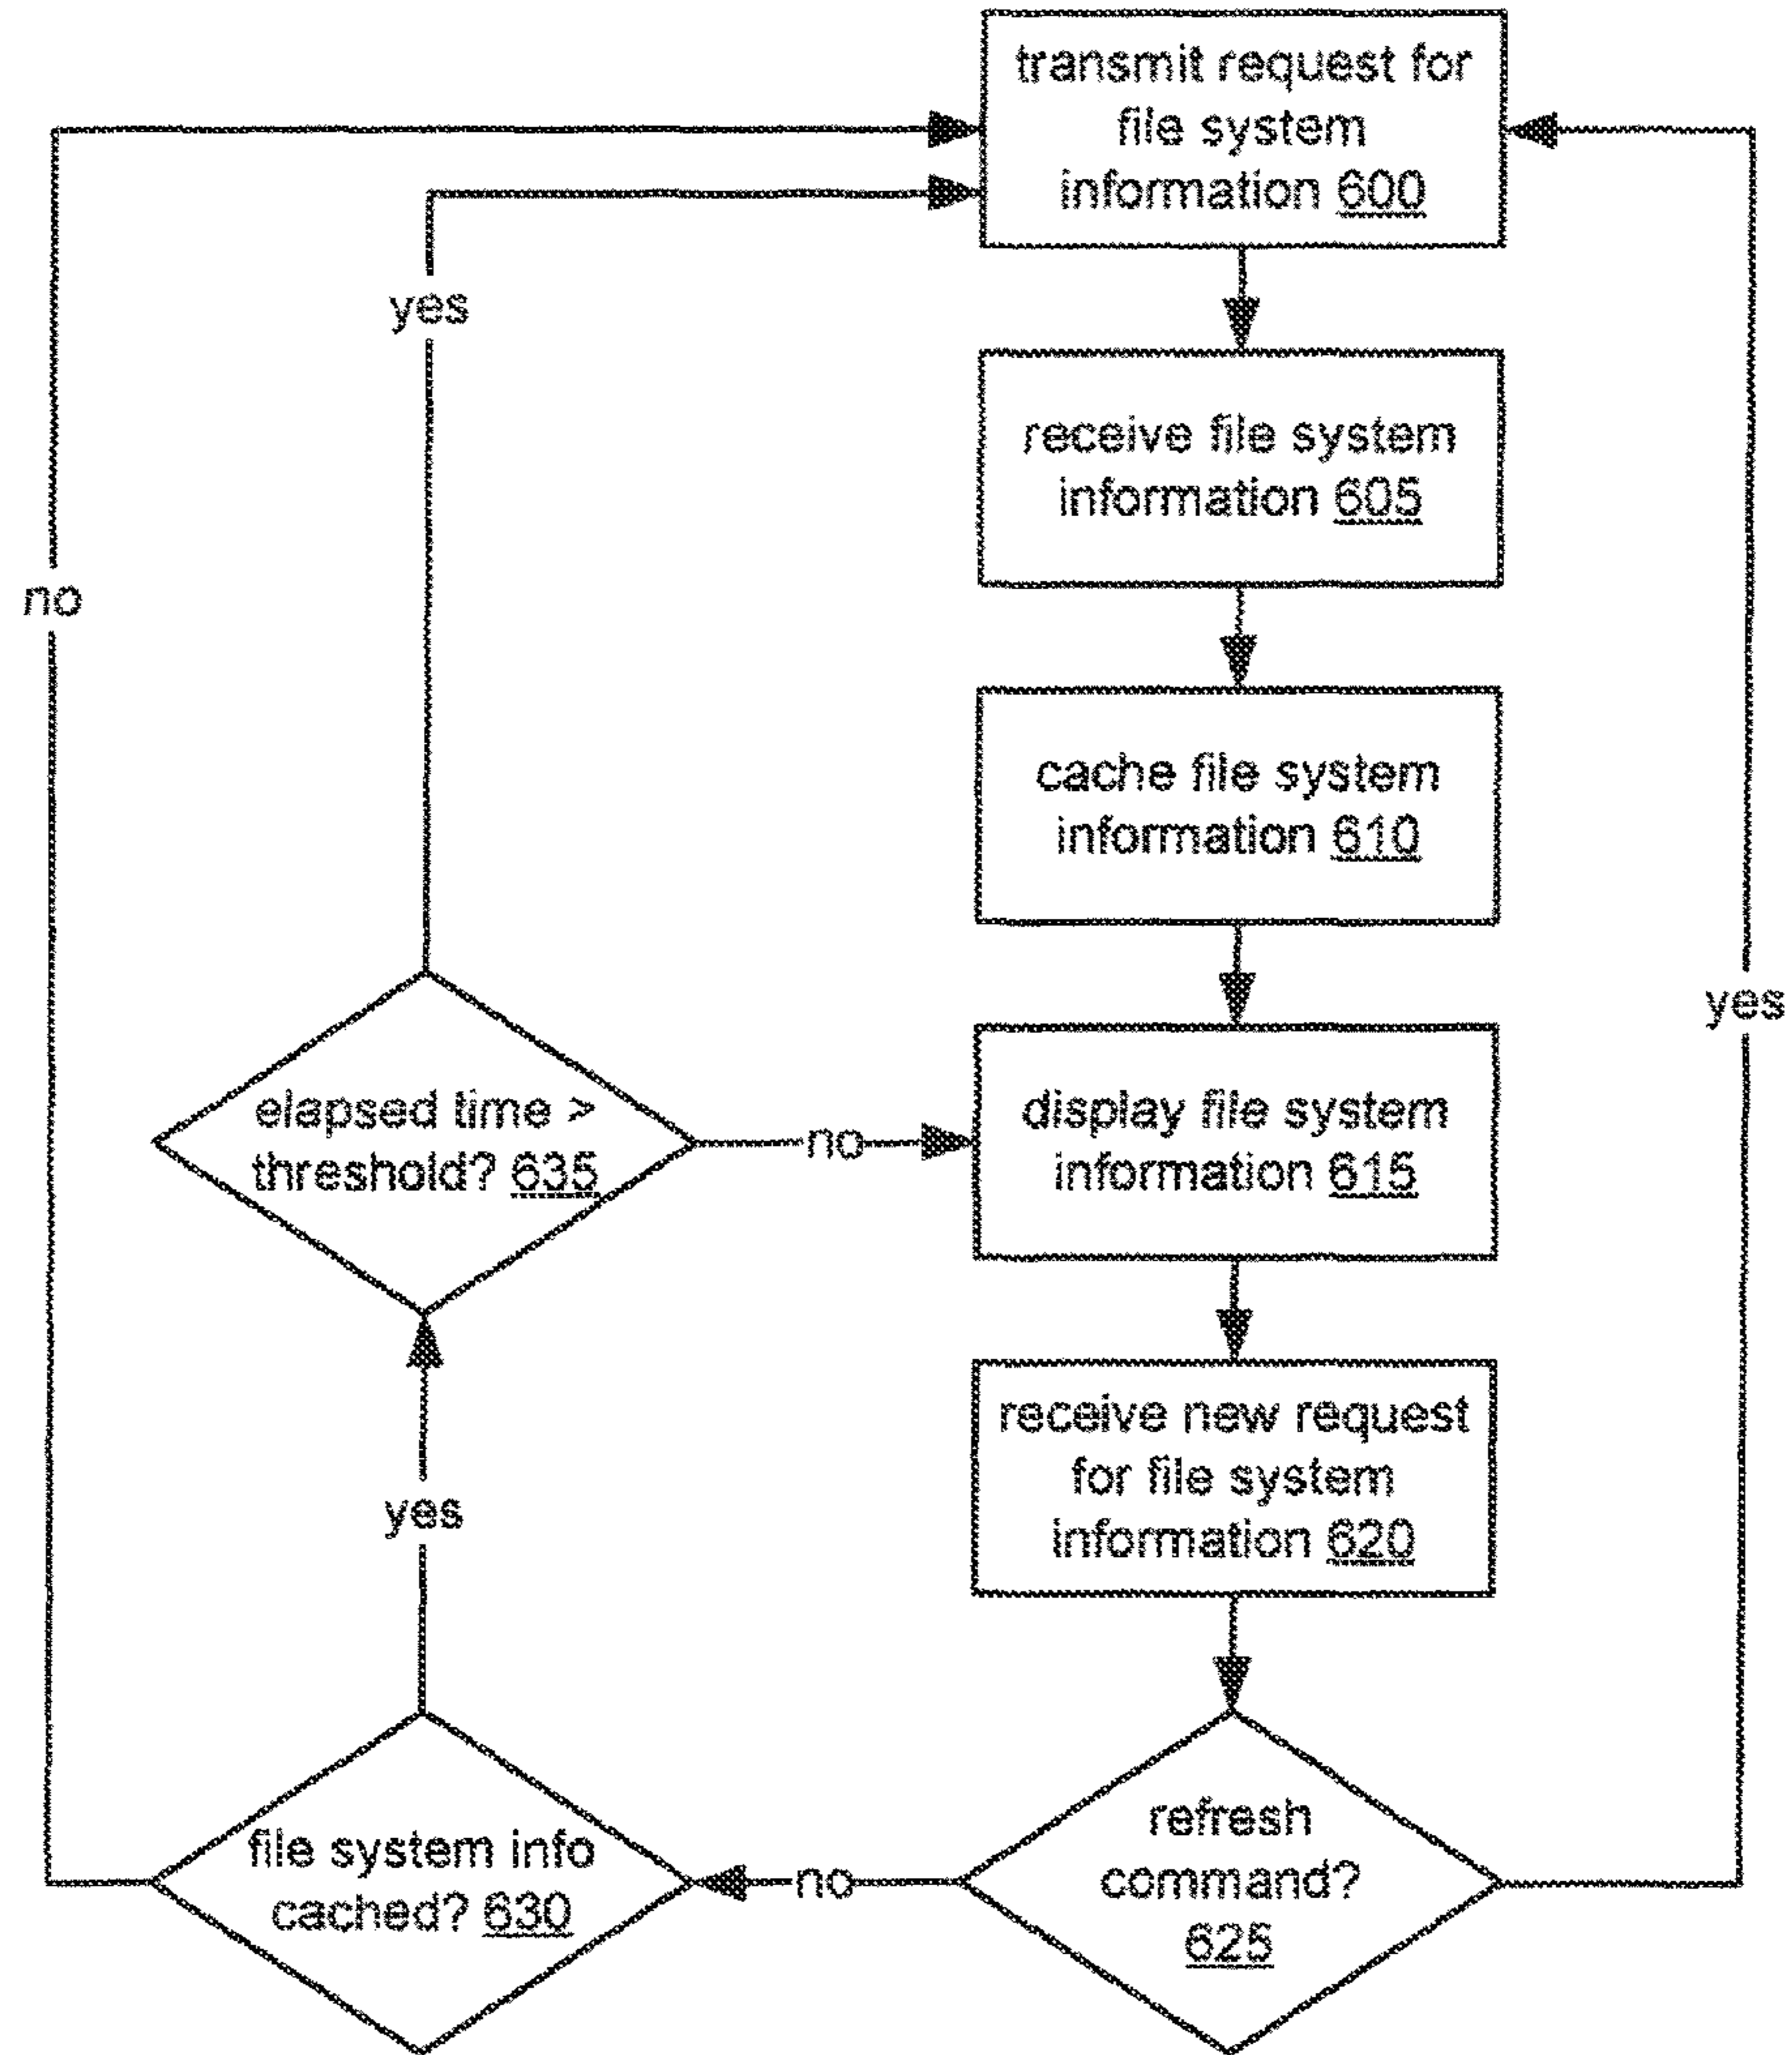 transmit request for
file system
information 600
yes
receive file system
information 605
no
cache file system
information 610
yes
elapsed time >
threshold? 635
no
display file system
information 615
receive new request
for file system
information 620
yes
file system info
cached? 630
no
refresh
command?
625